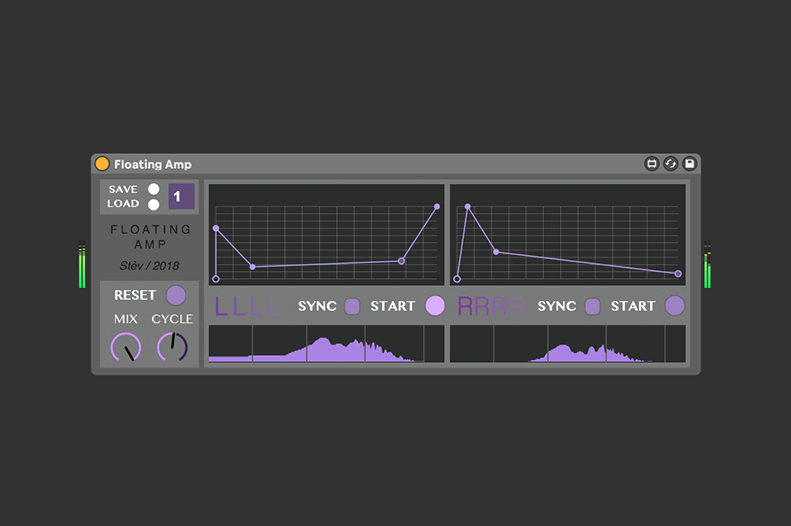 Floating Amp
SAVE
LOAD
1
FLOATING
AMP
Stèv / 2018
RESET
MIX CYCLE
LLLL SYNC START
RRRR SYNC START